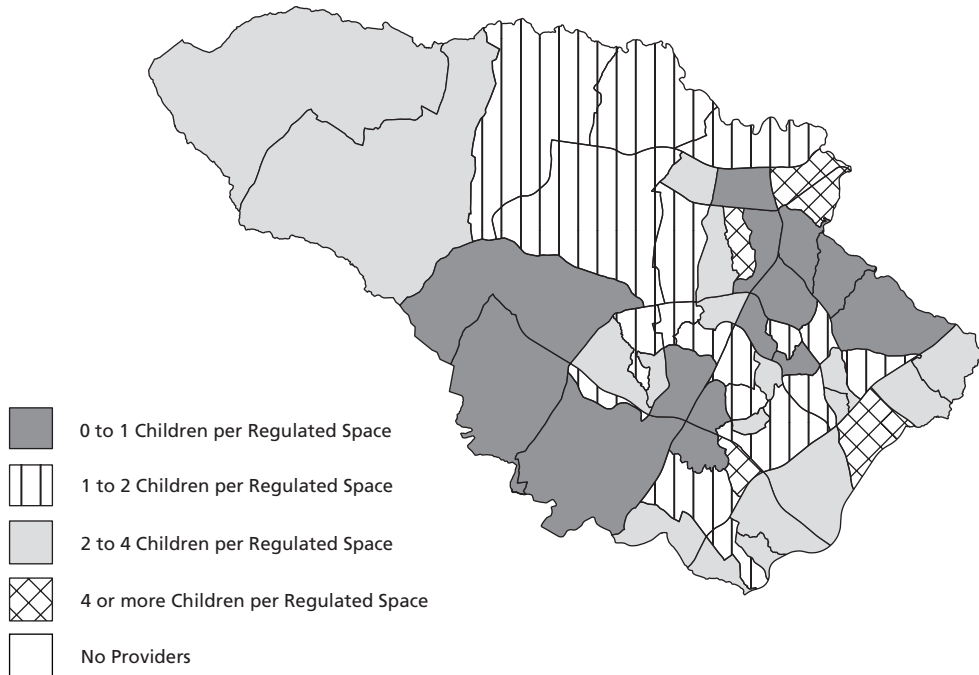 0 to 1 Children per Regulated Space
1 to 2 Children per Regulated Space
2 to 4 Children per Regulated Space
4 or more Children per Regulated Space
No Providers